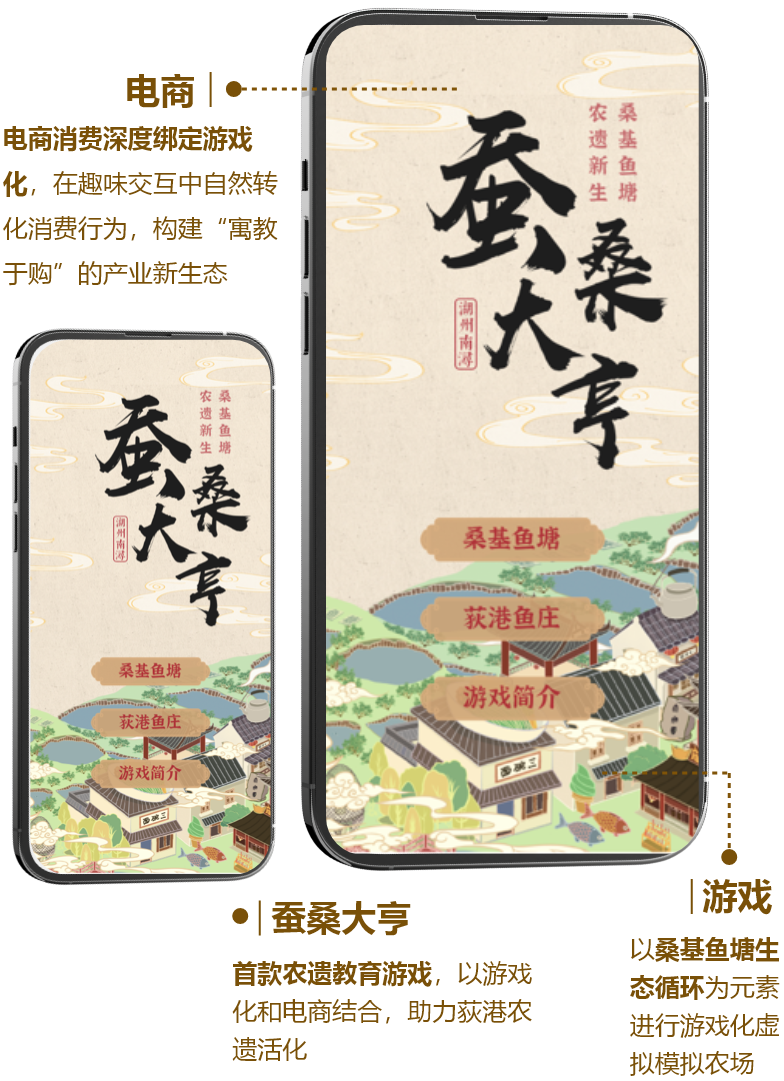 电商
电商消费深度绑定游戏
化，在趣味交互中自然转
化消费行为，构建“寓教
于购”的产业新生态
桑基鱼塘
农遗新生
蚕桑大亨
湖州南浔
桑基鱼塘
荻港鱼庄
游戏简介
桑基鱼塘
农遗新生
蚕桑大亨
湖州南浔
桑基鱼塘
荻港鱼庄
游戏简介
蚕桑大亨
首款农遗教育游戏，以游戏
化和电商结合，助力荻港农
遗活化
游戏
以桑基鱼塘生
态循环为元素
进行游戏化虚
拟模拟农场